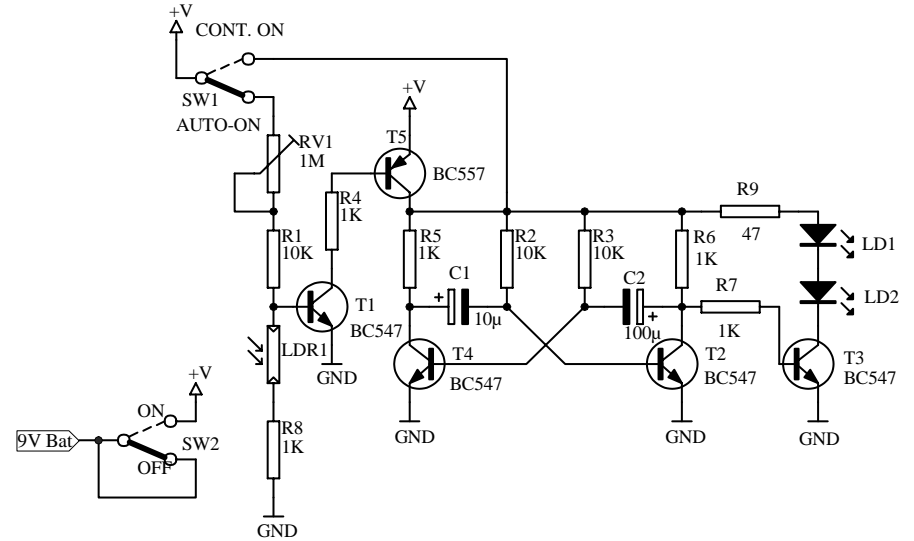 +V
CONT. ON
SW1
AUTO-ON
RV1
1M
+V
T5
BC557
R4
1K
R9
47
LD1
LD2
R1
10K
R5
1K
R2
10K
R3
10K
R6
1K
C1
10μ
C2
100μ
R7
1K
T1
BC547
LDR1
GND
T4
BC547
T2
BC547
T3
BC547
GND
GND
GND
+V
ON
9V Bat
SW2
OFF
R8
1K
GND